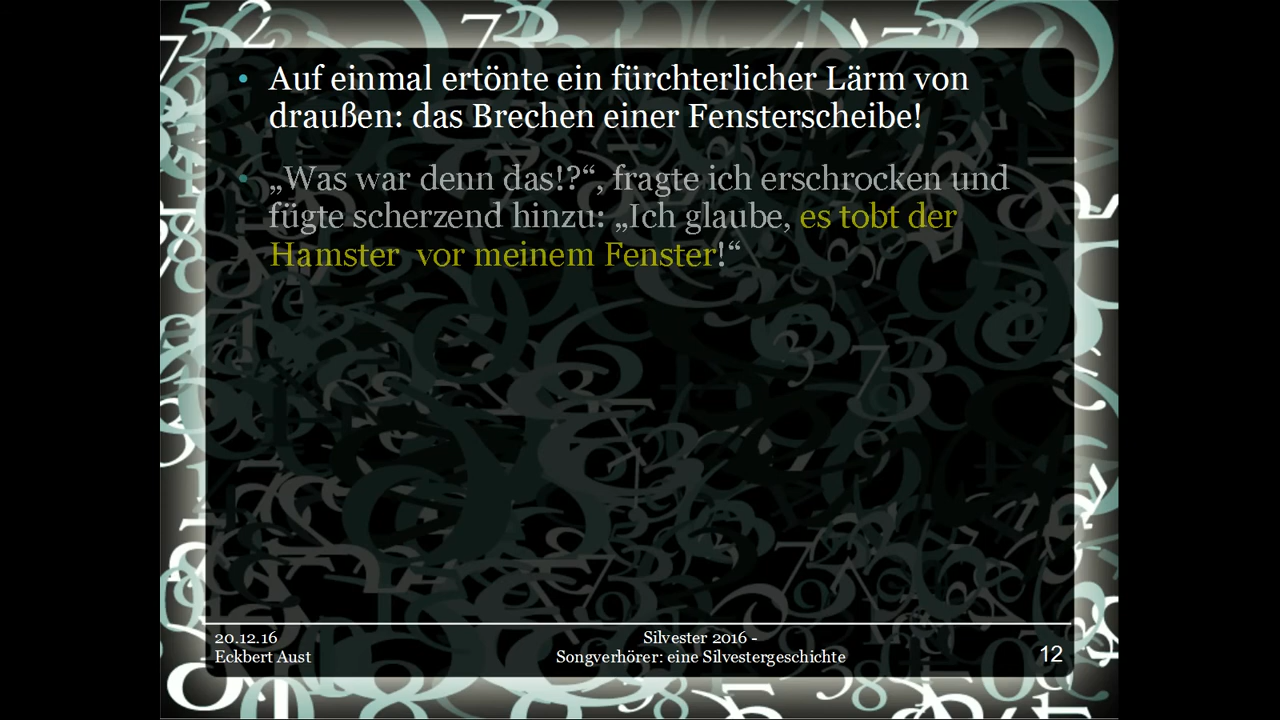 • Auf einmal ertönte ein fürchterlicher Lärm von
draußen: das Brechen einer Fensterscheibe!
• „Was war denn das!?“, fragte ich erschrocken und
fügte scherzend hinzu: „Ich glaube, es tobt der
Hamster  vor meinem Fenster!“
20.12.16
Eckbert Aust
Silvester 2016 -
Songverhörer: eine Silvestergeschichte
12